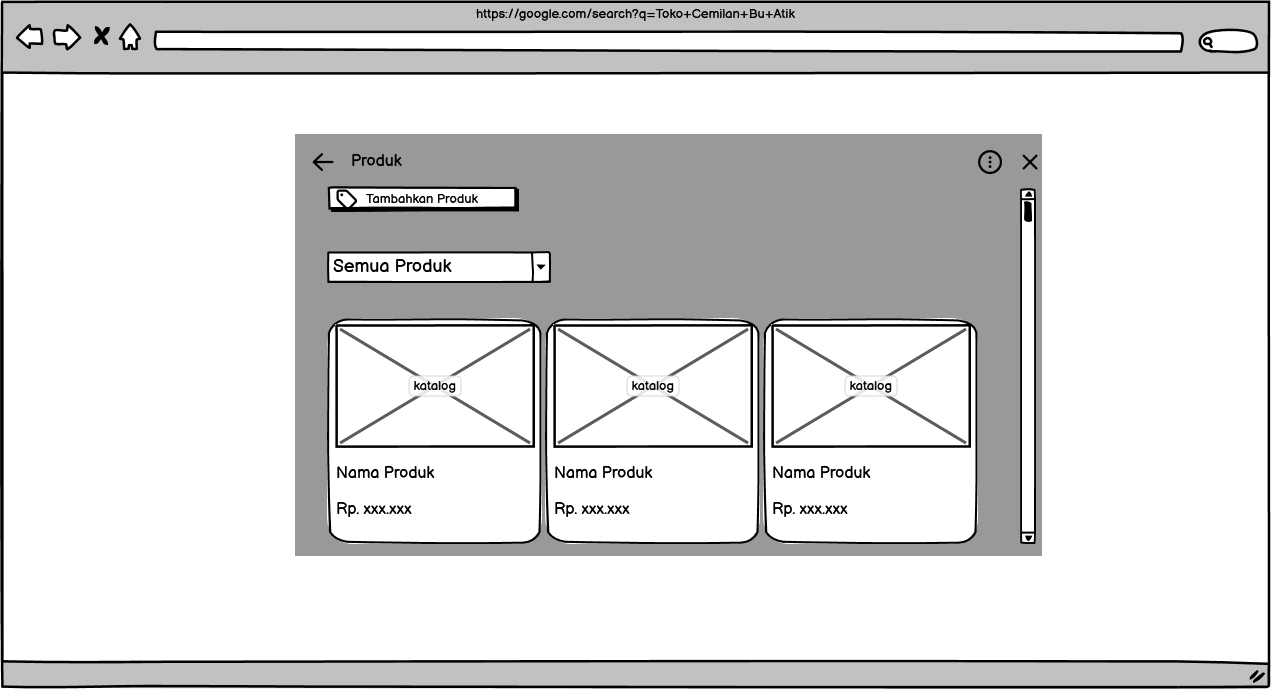 https://google.com/search?q=Toko+Cemilan+Bu+Atik
Produk
Tambahkan Produk
Semua Produk
katalog
katalog
katalog
Nama Produk
Nama Produk
Nama Produk
Rp. xxx.xxx
Rp. xxx.xxx
Rp. xxx.xxx